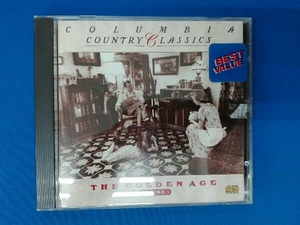 COLUMBIA
COUNTRY CLASSICS
BEST
VALUE
THE GOLDEN AGE